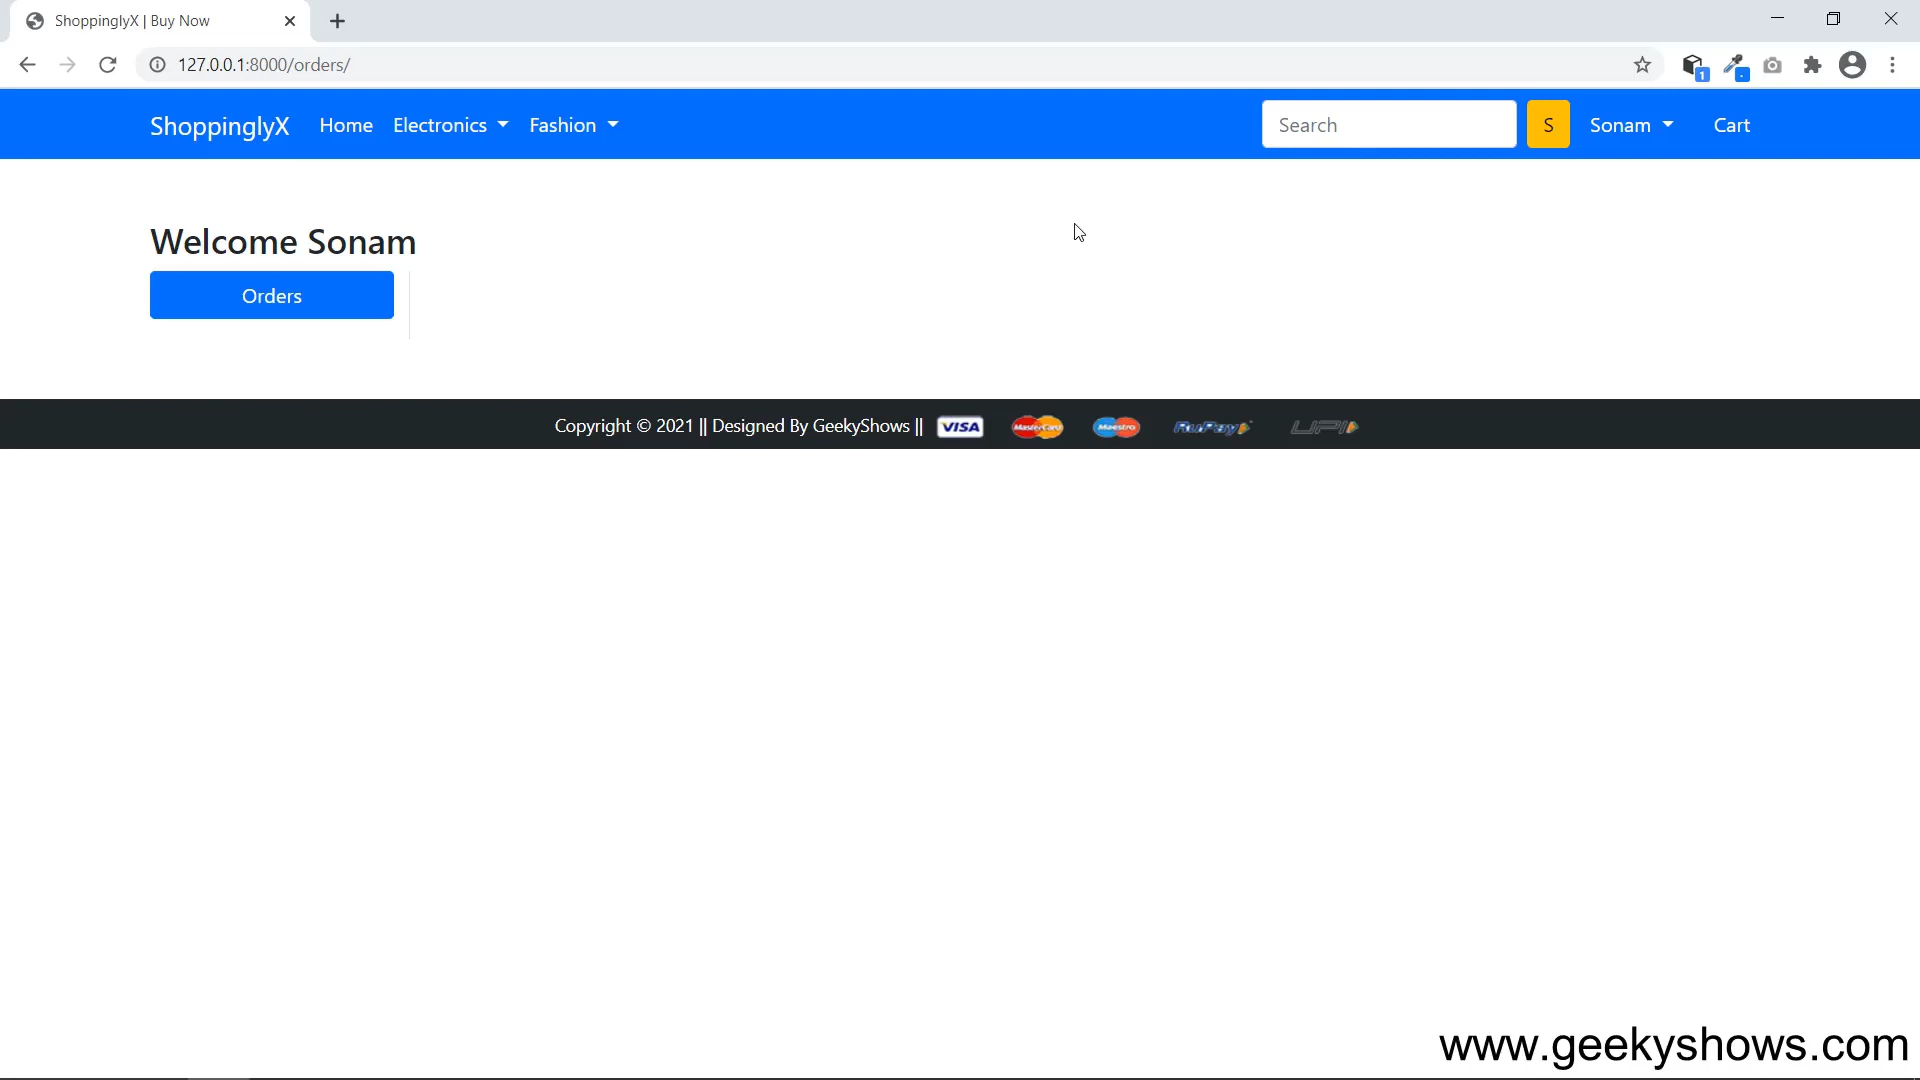 ShoppinglyX | Buy Now
127.0.0.1:8000/orders/
1
ShoppinglyX Home Electronics Fashion Search S Sonam Cart
Welcome Sonam
Orders
Copyright © 2021 || Designed By GeekyShows || VISA MasterCard Maestro RuPay UPI
www.geekyshows.com